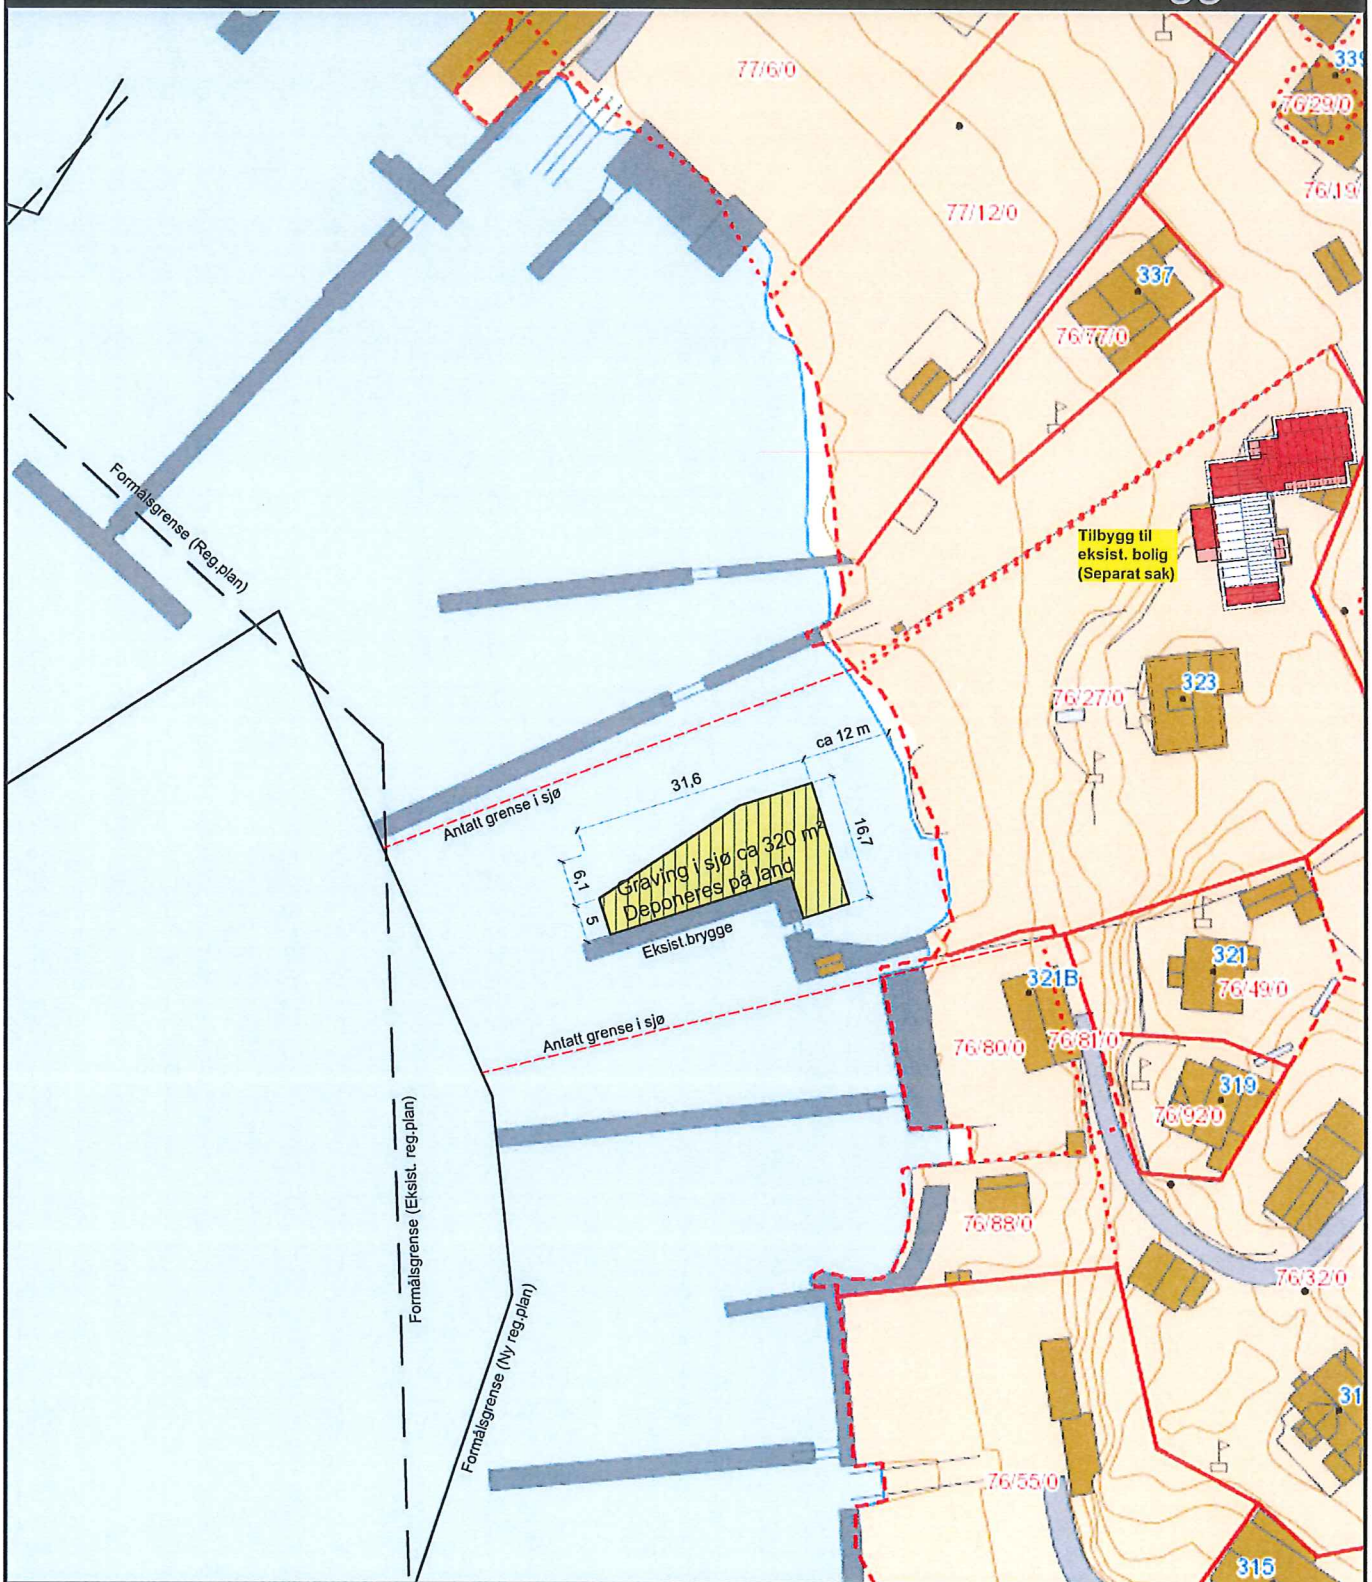 77/6/0
339
76/29/0
76/19/
77/12/0
337
76/77/0
Formålsgrense (Reg.plan)
Tilbygg til
eksist. bolig
(Separat sak)
323
76/27/0
ca 12 m
31,6
Antatt grense i sjø
16,7
6,1
5
Graving i sjø ca 320 m²
Deponeres på land
Eksist.brygge
321
76/49/0
321B
Antatt grense i sjø
76/80/0
76/81/0
319
76/92/0
Formålsgrense (Eksist. reg.plan)
76/88/0
76/32/0
Formålsgrense (Ny reg.plan)
31
76/55/0
315